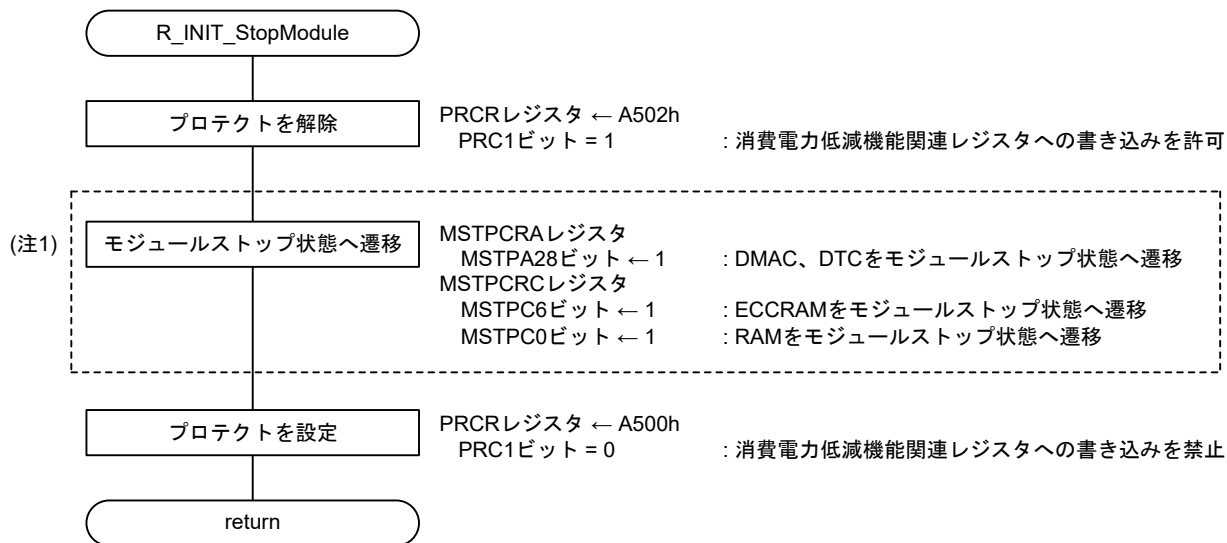 R_INIT_StopModule
プロテクトを解除
PRCRレジスタ ← A502h
PRC1ビット = 1 : 消費電力低減機能関連レジスタへの書き込みを許可
(注1)
モジュールストップ状態へ遷移
MSTPCRAレジスタ
MSTPA28ビット ← 1 : DMAC、DTCをモジュールストップ状態へ遷移
MSTPCRCレジスタ
MSTPC6ビット ← 1 : ECCRAMをモジュールストップ状態へ遷移
MSTPC0ビット ← 1 : RAMをモジュールストップ状態へ遷移
プロテクトを設定
PRCRレジスタ ← A500h
PRC1ビット = 0 : 消費電力低減機能関連レジスタへの書き込みを禁止
return